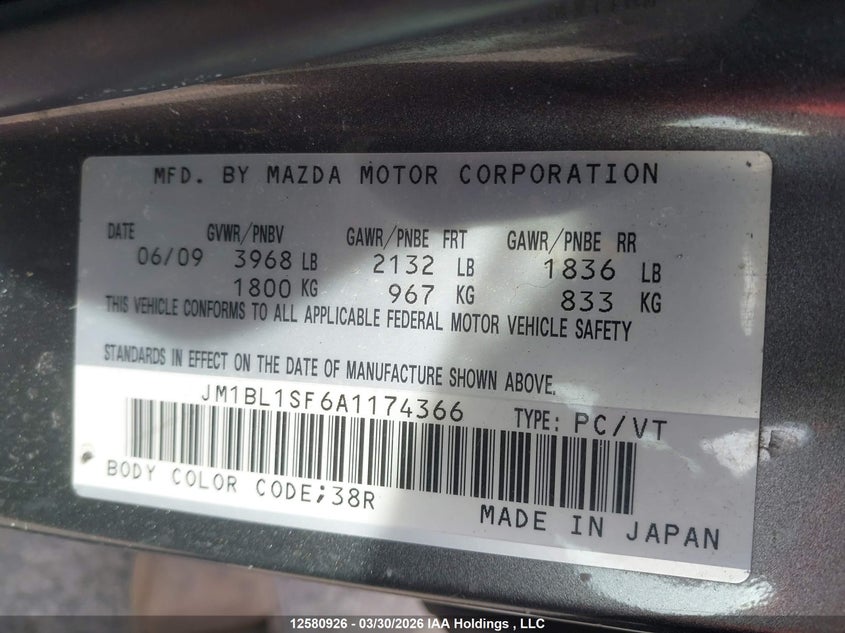 MFD. BY MAZDA MOTOR CORPORATION
DATE GVWR/PNBV GAWR/PNBE FRT GAWR/PNBE RR
06/09 3968 LB 2132 LB 1836 LB
1800 KG 967 KG 833 KG
THIS VEHICLE CONFORMS TO ALL APPLICABLE FEDERAL MOTOR VEHICLE SAFETY
STANDARDS IN EFFECT ON THE DATE OF MANUFACTURE SHOWN ABOVE.
JM1BL1SF6A1174366 TYPE: PC/VT
BODY COLOR CODE;38R
MADE IN JAPAN
12580926 - 03/30/2026 IAA Holdings , LLC